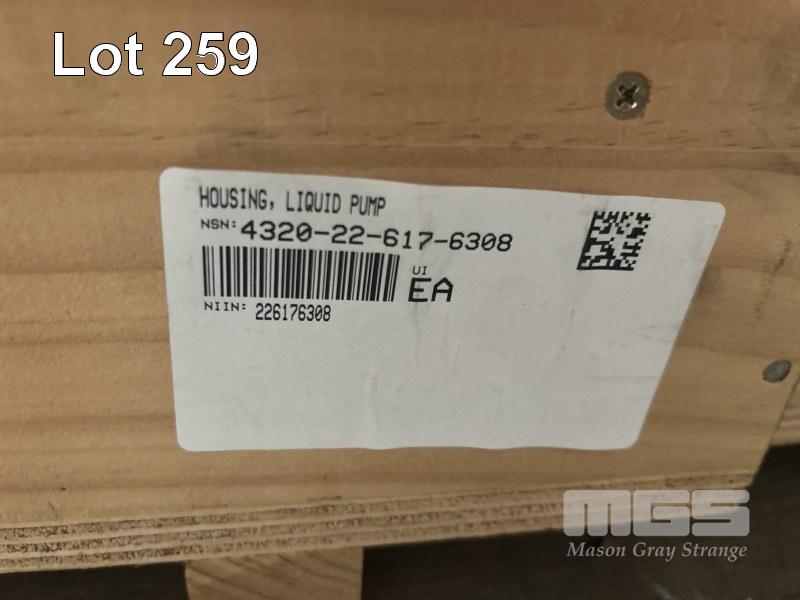 Lot 259
HOUSING, LIQUID PUMP
NSN: 4320-22-617-6308
UI
EA
NIIN: 226176308
MGS
Mason Gray Strange